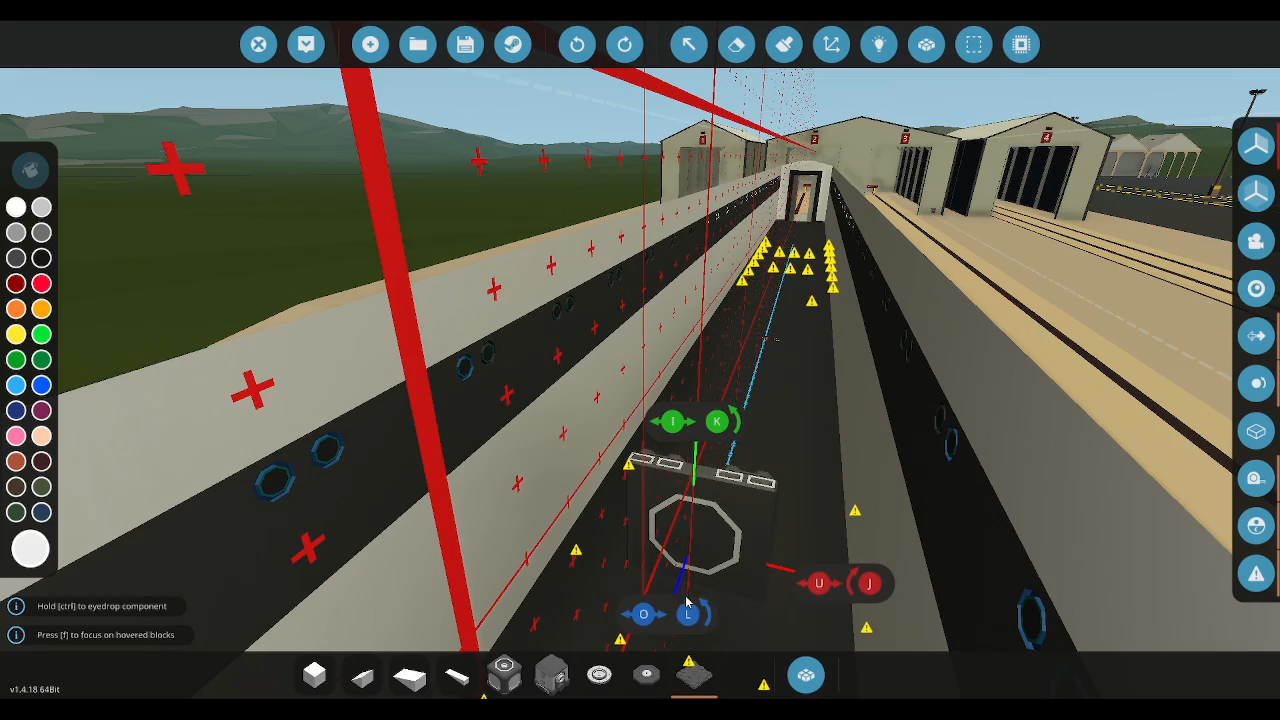 1
2
3
4
I
K
U
J
O
L
Hold [ctrl] to eyedrop component
Press [f] to focus on hovered blocks
v1.4.18 64Bit